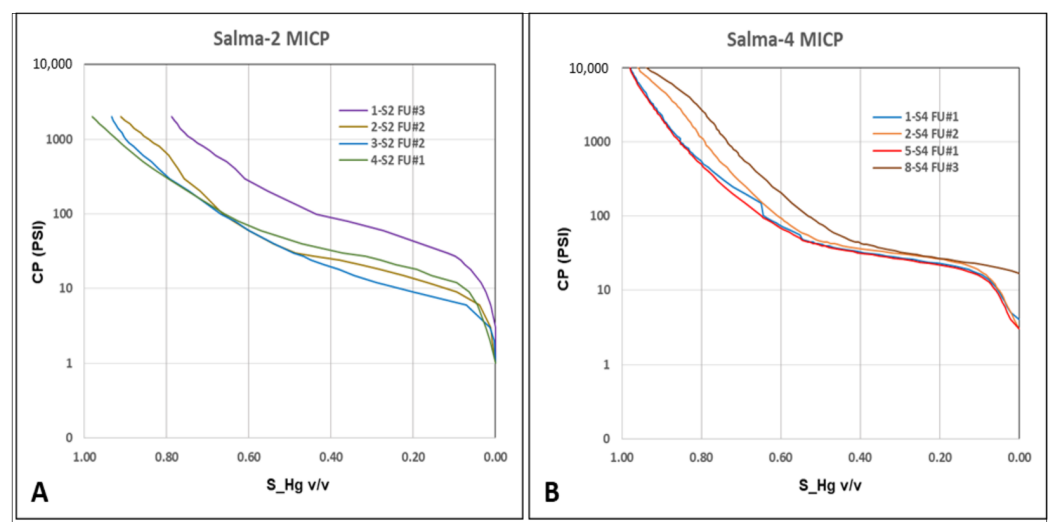 Salma-2 MICP
10,000
1000
100
10
1
0
CP (PSI)
1-S2 FU#3
2-S2 FU#2
3-S2 FU#2
4-S2 FU#1
1.00 0.80 0.60 0.40 0.20 0.00
S_Hg v/v
A
Salma-4 MICP
10,000
1000
100
10
1
0
CP (PSI)
1-S4 FU#1
2-S4 FU#2
5-S4 FU#1
8-S4 FU#3
1.00 0.80 0.60 0.40 0.20 0.00
S_Hg v/v
B